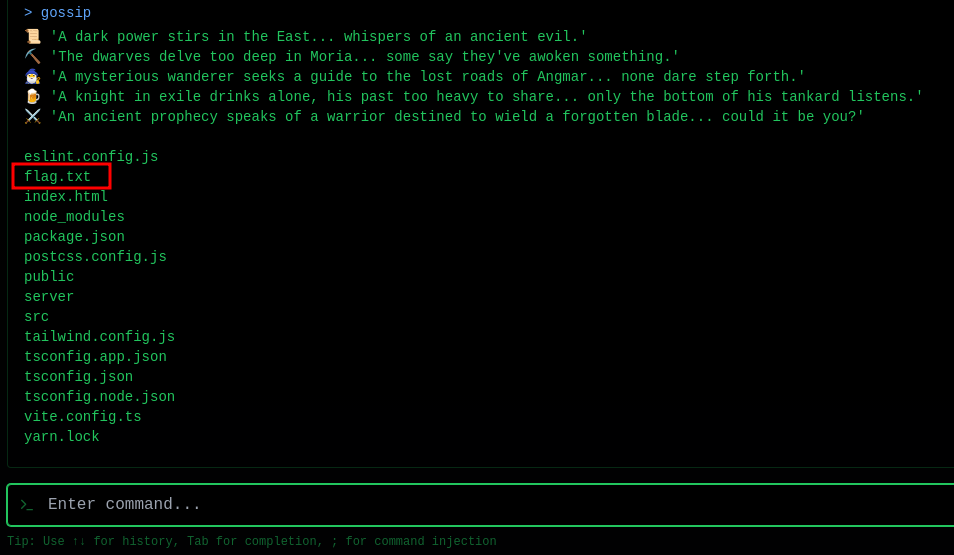 > gossip
📜 'A dark power stirs in the East... whispers of an ancient evil.'
⛏️ 'The dwarves delve too deep in Moria... some say they've awoken something.'
🧙‍♂️ 'A mysterious wanderer seeks a guide to the lost roads of Angmar... none dare step forth.'
🍺 'A knight in exile drinks alone, his past too heavy to share... only the bottom of his tankard listens.'
⚔️ 'An ancient prophecy speaks of a warrior destined to wield a forgotten blade... could it be you?'
eslint.config.js
flag.txt
index.html
node_modules
package.json
postcss.config.js
public
server
src
tailwind.config.js
tsconfig.app.json
tsconfig.json
tsconfig.node.json
vite.config.ts
yarn.lock
>_ Enter command...
Tip: Use ↑↓ for history, Tab for completion, ; for command injection